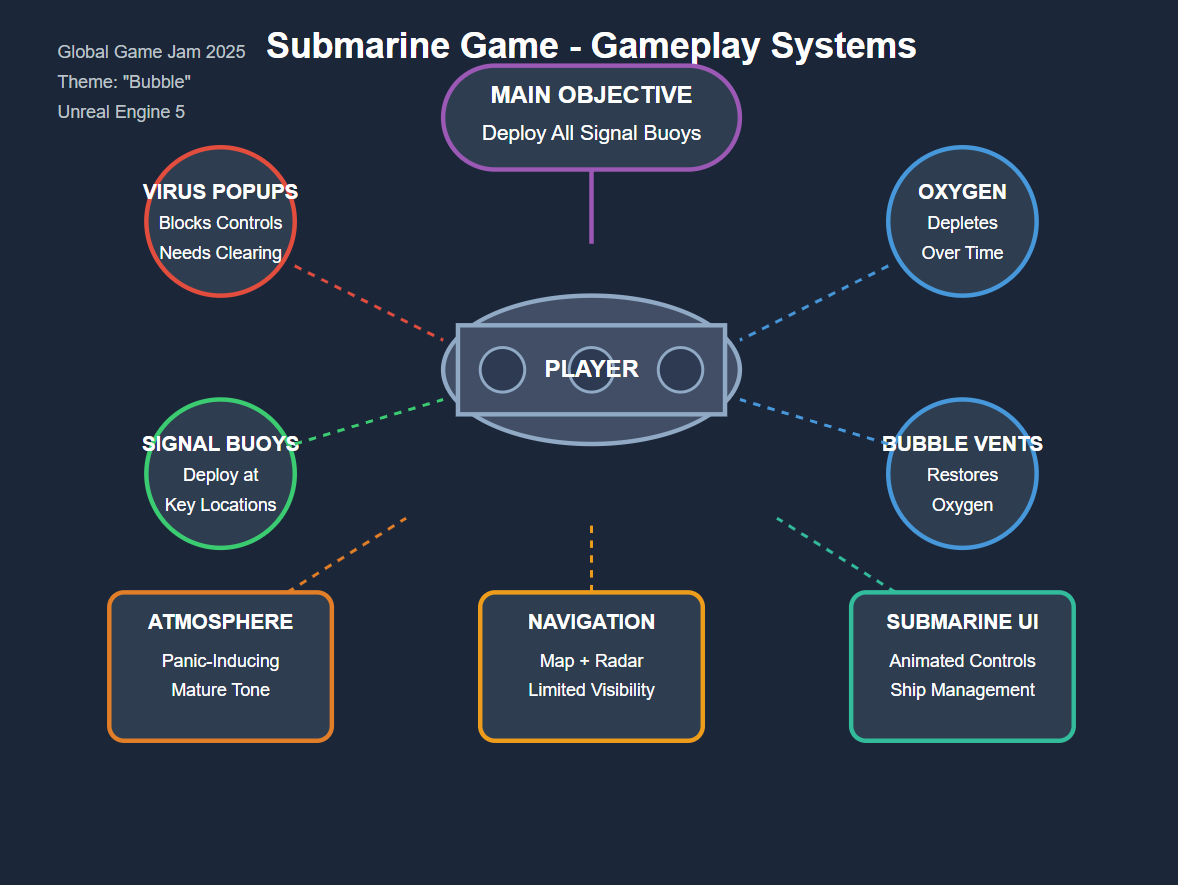 Submarine Game - Gameplay Systems
Global Game Jam 2025
Theme: "Bubble"
Unreal Engine 5
MAIN OBJECTIVE
Deploy All Signal Buoys
VIRUS POPUPS
Blocks Controls
Needs Clearing
OXYGEN
Depletes
Over Time
PLAYER
SIGNAL BUOYS
Deploy at
Key Locations
BUBBLE VENTS
Restores
Oxygen
ATMOSPHERE
Panic-Inducing
Mature Tone
NAVIGATION
Map + Radar
Limited Visibility
SUBMARINE UI
Animated Controls
Ship Management